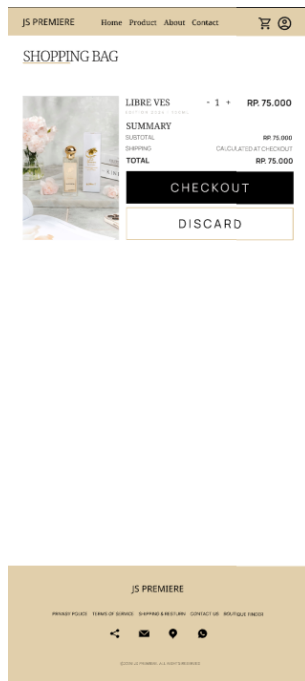 JS PREMIERE Home Product About Contact
SHOPPING BAG
LIBRE VES - 1 + RP. 75.000
SUMMARY
SUBTOTAL RP. 75.000
SHIPPING CALCULATED AT CHECKOUT
TOTAL RP. 75.000
CHECKOUT
DISCARD
JS PREMIERE
PRIVACY POLICY TERMS OF SERVICE SHIPPING & RESTURN CONTACT US BOUTIQUE FINDER